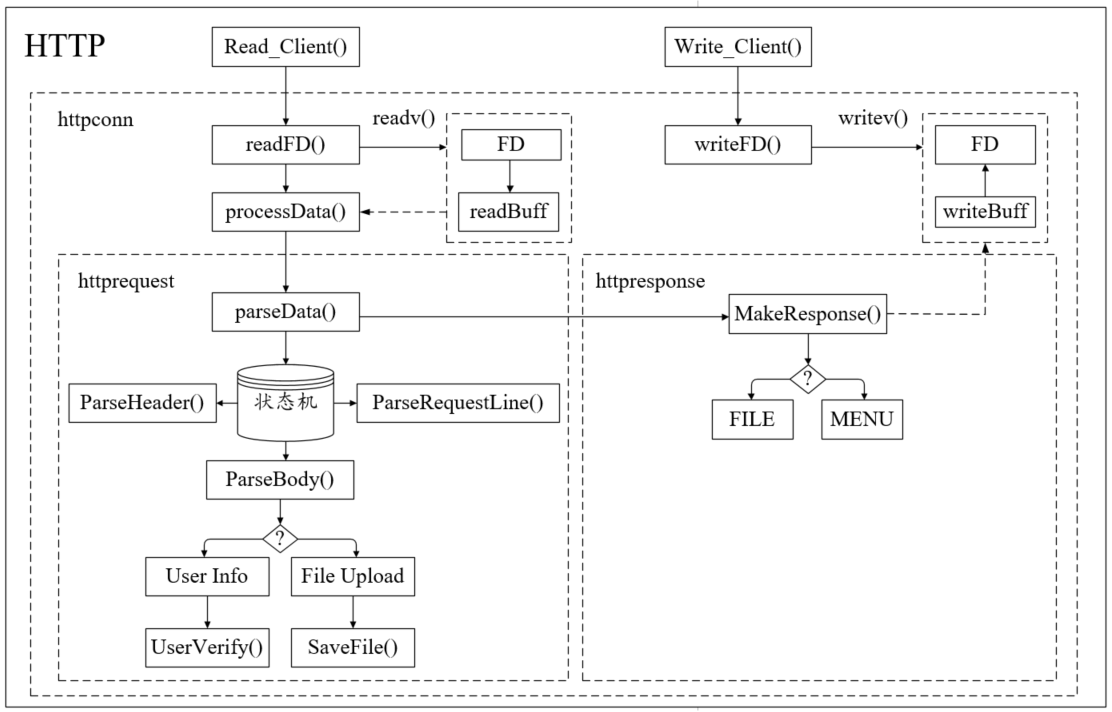 HTTP
Read_Client()
Write_Client()
httpconn
readv()
writev()
readFD()
FD
writeFD()
FD
processData()
readBuff
writeBuff
httprequest
httpresponse
parseData()
MakeResponse()
ParseHeader()
状态机
ParseRequestLine()
?
FILE
MENU
ParseBody()
?
User Info
File Upload
UserVerify()
SaveFile()